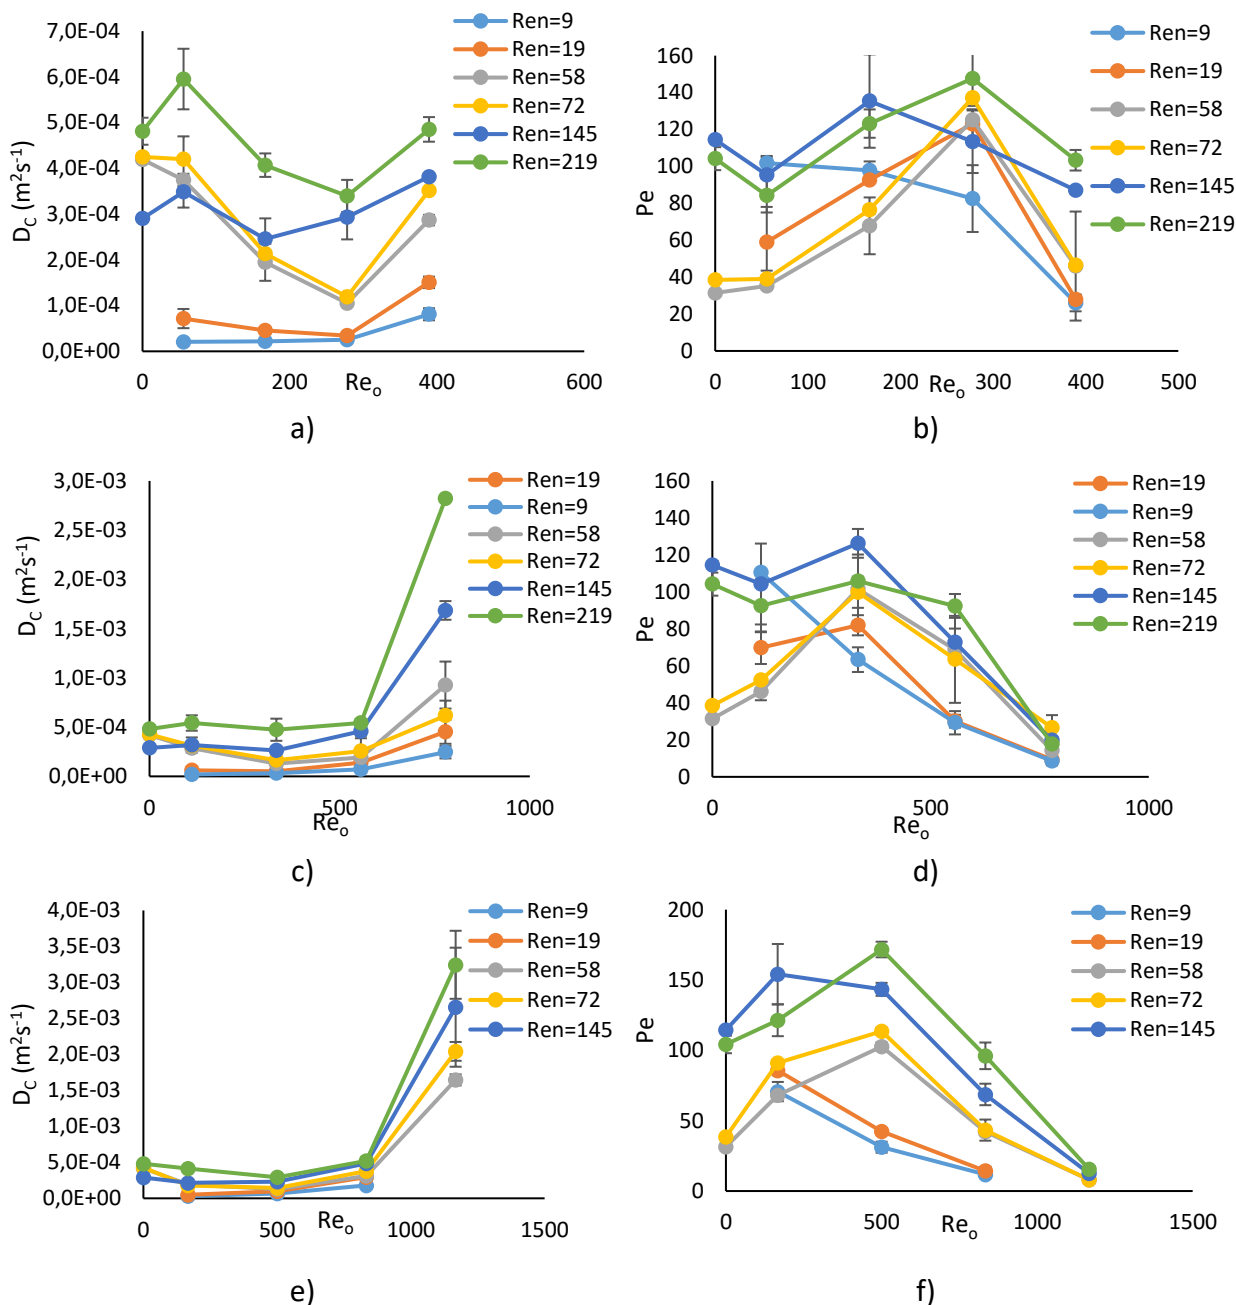 7,0E-04
6,0E-04
5,0E-04
4,0E-04
3,0E-04
2,0E-04
1,0E-04
0,0E+00
D_C (m²s⁻¹)
0
200
400
600
Re_o
Ren=9
Ren=19
Ren=58
Ren=72
Ren=145
Ren=219
a)
160
140
120
100
80
60
40
20
0
Pe
0
100
200
300
400
500
Re_o
Ren=9
Ren=19
Ren=58
Ren=72
Ren=145
Ren=219
b)
3,0E-03
2,5E-03
2,0E-03
1,5E-03
1,0E-03
5,0E-04
0,0E+00
D_C (m²s⁻¹)
0
500
1000
Re_o
Ren=19
Ren=9
Ren=58
Ren=72
Ren=145
Ren=219
c)
160
140
120
100
80
60
40
20
0
Pe
0
500
1000
Re_o
Ren=19
Ren=9
Ren=58
Ren=72
Ren=145
Ren=219
d)
4,0E-03
3,5E-03
3,0E-03
2,5E-03
2,0E-03
1,5E-03
1,0E-03
5,0E-04
0,0E+00
D_C (m²s⁻¹)
0
500
1000
1500
Re_o
Ren=9
Ren=19
Ren=58
Ren=72
Ren=145
e)
200
150
100
50
0
Pe
0
500
1000
1500
Re_o
Ren=9
Ren=19
Ren=58
Ren=72
Ren=145
f)